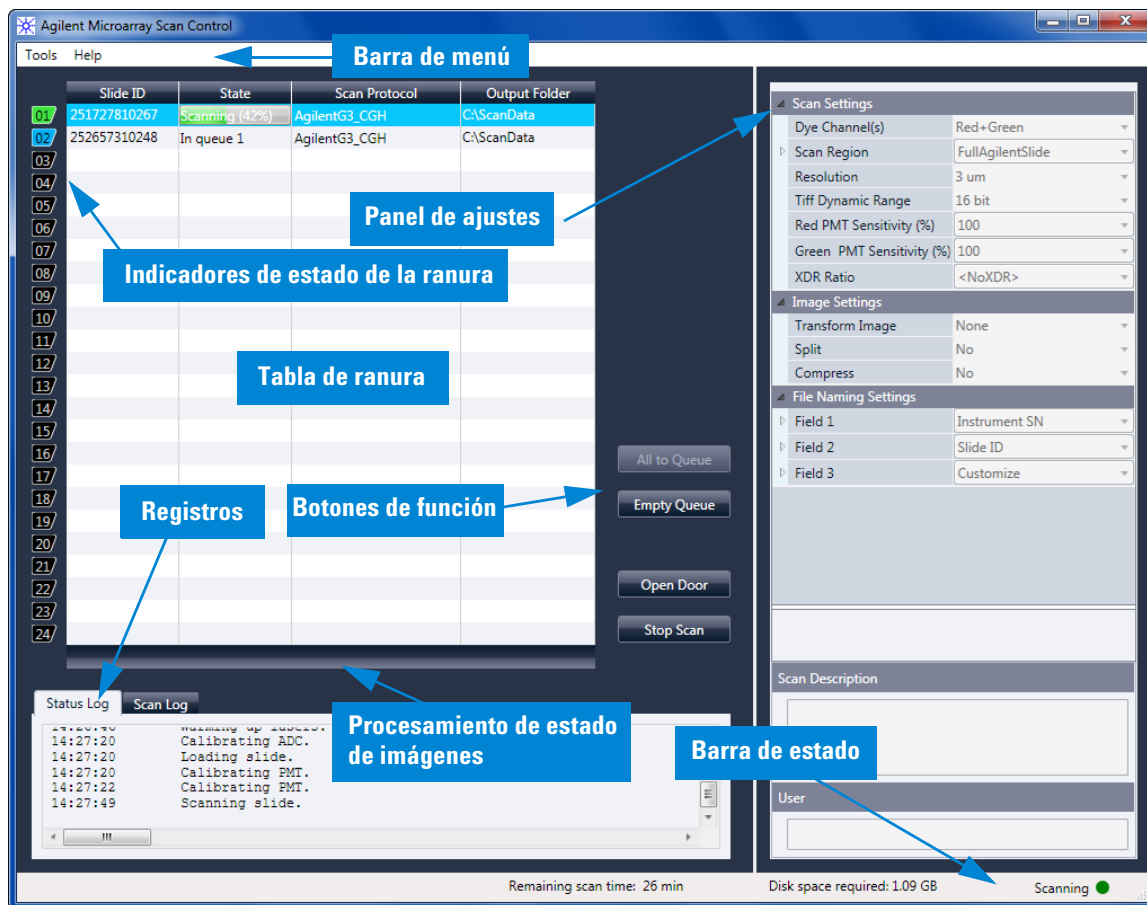 Agilent Microarray Scan Control
Tools Help
Barra de menú
Slide ID State Scan Protocol Output Folder
01 251727810267 Scanning (42%) AgilentG3_CGH C:\ScanData
02 252657310248 In queue 1 AgilentG3_CGH C:\ScanData
03
04
05
06
07
08
09
10
11
12
13
14
15
16
17
18
19
20
21
22
23
24
Indicadores de estado de la ranura
Tabla de ranura
Panel de ajustes
Registros
Botones de función
All to Queue
Empty Queue
Open Door
Stop Scan
Scan Settings
Dye Channel(s) Red+Green
Scan Region FullAgilentSlide
Resolution 3 um
Tiff Dynamic Range 16 bit
Red PMT Sensitivity (%) 100
Green PMT Sensitivity (%) 100
XDR Ratio <NoXDR>
Image Settings
Transform Image None
Split No
Compress No
File Naming Settings
Field 1 Instrument SN
Field 2 Slide ID
Field 3 Customize
Scan Description
User
Status Log Scan Log
14:27:20 Calibrating ADC.
14:27:20 Loading slide.
14:27:20 Calibrating PMT.
14:27:22 Calibrating PMT.
14:27:49 Scanning slide.
Procesamiento de estado
de imágenes
Barra de estado
Remaining scan time: 26 min Disk space required: 1.09 GB Scanning